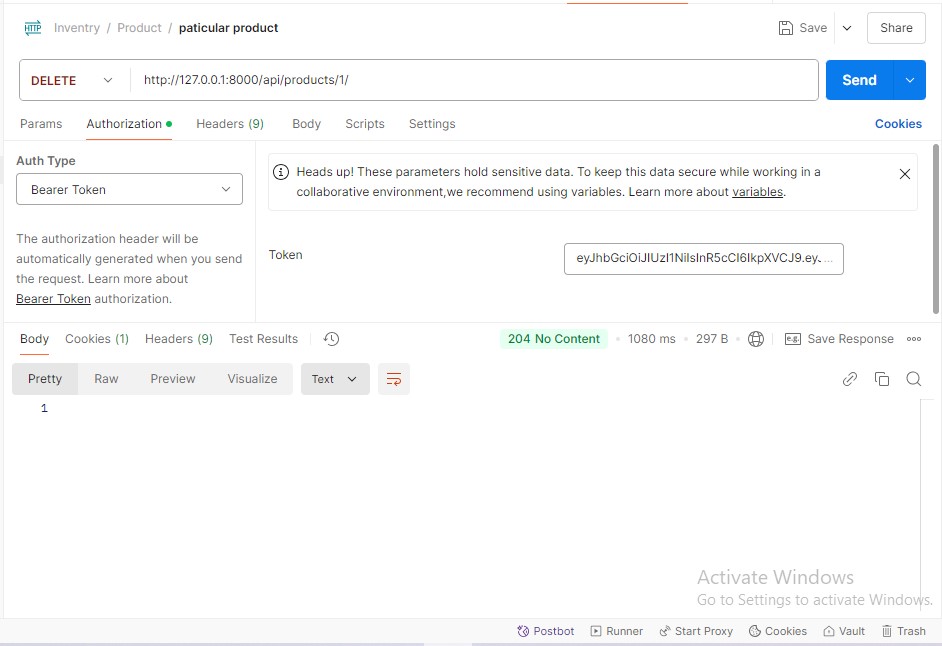 HTTP Inventry / Product / paticular product Save Share
DELETE http://127.0.0.1:8000/api/products/1/ Send
Params Authorization Headers (9) Body Scripts Settings Cookies
Auth Type
Bearer Token
The authorization header will be
automatically generated when you send
the request. Learn more about
Bearer Token authorization.
Heads up! These parameters hold sensitive data. To keep this data secure while working in a
collaborative environment,we recommend using variables. Learn more about variables.
Token eyJhbGciOiJIUzI1NiIsInR5cCI6IkpXVCJ9.ey. ...
Body Cookies (1) Headers (9) Test Results 204 No Content 1080 ms 297 B e.g. Save Response
Pretty Raw Preview Visualize Text
1
Activate Windows
Go to Settings to activate Windows.
Postbot Runner Start Proxy Cookies Vault Trash